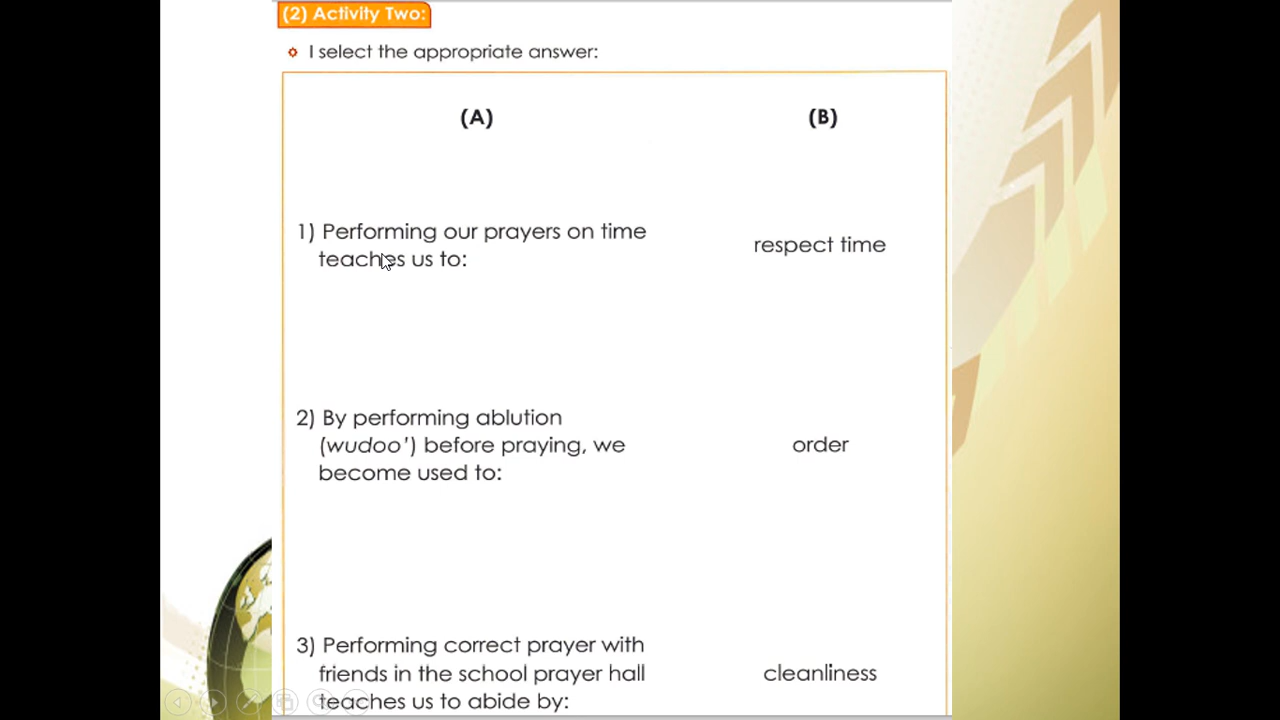 (2) Activity Two:
I select the appropriate answer:
(A) (B)
1) Performing our prayers on time
teaches us to:
respect time
2) By performing ablution
(wudoo’) before praying, we
become used to:
order
3) Performing correct prayer with
friends in the school prayer hall
teaches us to abide by:
cleanliness